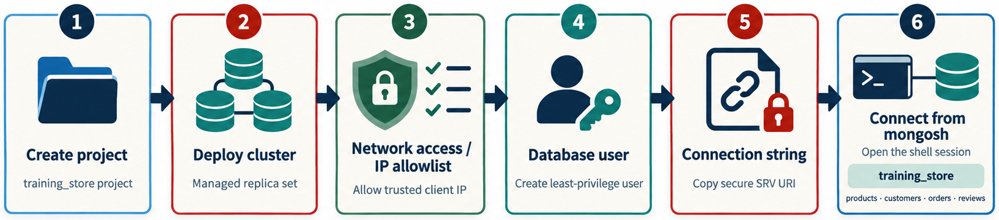 1
Create project
training_store project
2
Deploy cluster
Managed replica set
3
Network access /
IP allowlist
Allow trusted client IP
4
Database user
Create least-privilege user
5
Connection string
Copy secure SRV URI
6
>_
Connect from
mongosh
Open the shell session
training_store
products · customers · orders · reviews